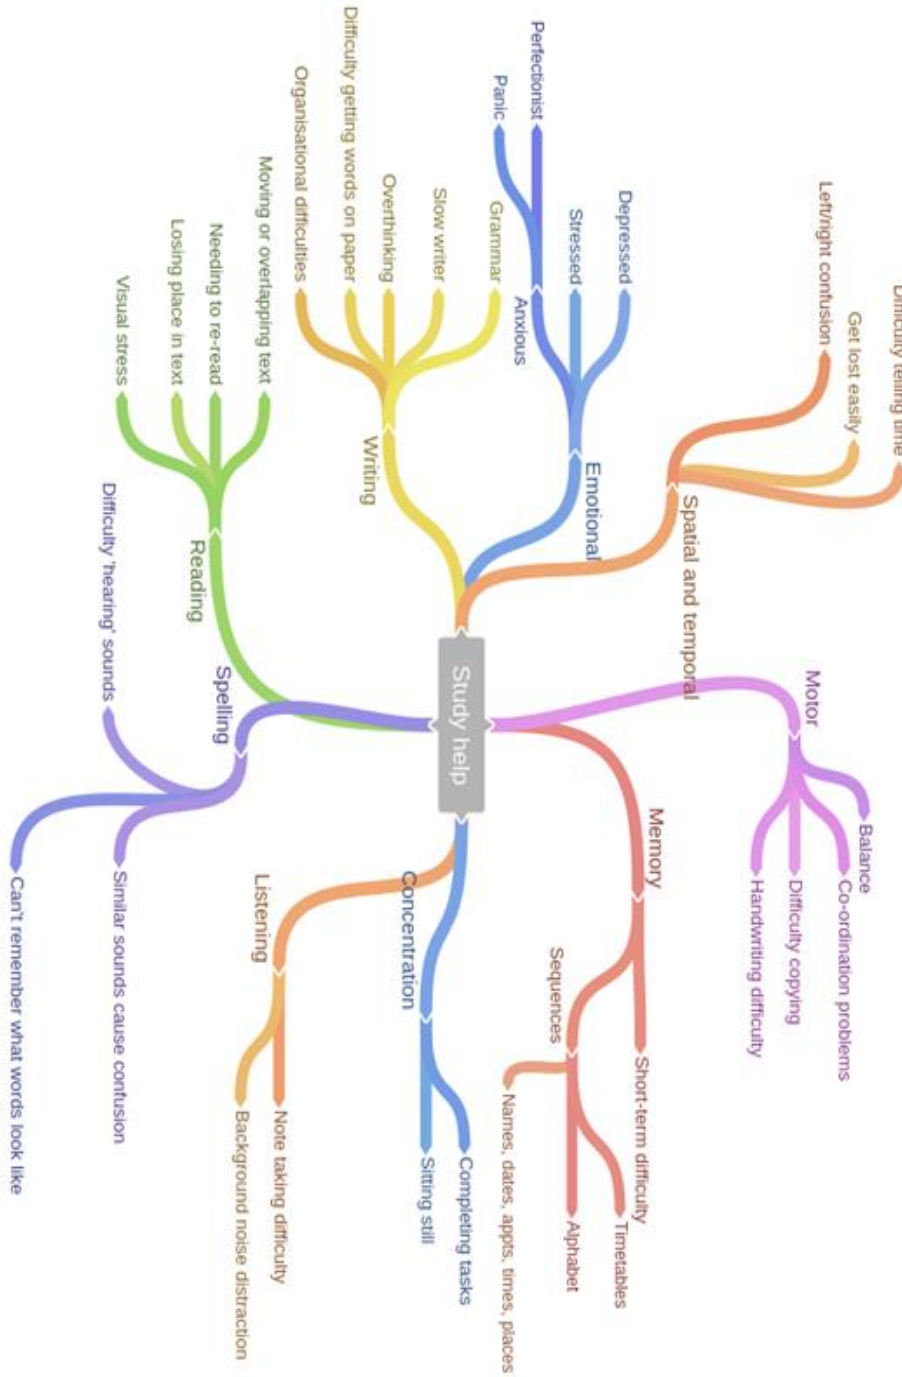 Study help
Spatial and temporal
Difficulty telling time
Get lost easily
Left/right confusion
Emotional
Depressed
Stressed
Anxious
Perfectionist
Panic
Writing
Grammar
Slow writer
Overthinking
Difficulty getting words on paper
Organisational difficulties
Reading
Moving or overlapping text
Needing to re-read
Losing place in text
Visual stress
Motor
Balance
Co-ordination problems
Difficulty copying
Handwriting difficulty
Memory
Short-term difficulty
Sequences
Timetables
Alphabet
Names, dates, appts, times, places
Concentration
Completing tasks
Sitting still
Listening
Note taking difficulty
Background noise distraction
Spelling
Difficulty 'hearing' sounds
Similar sounds cause confusion
Can't remember what words look like